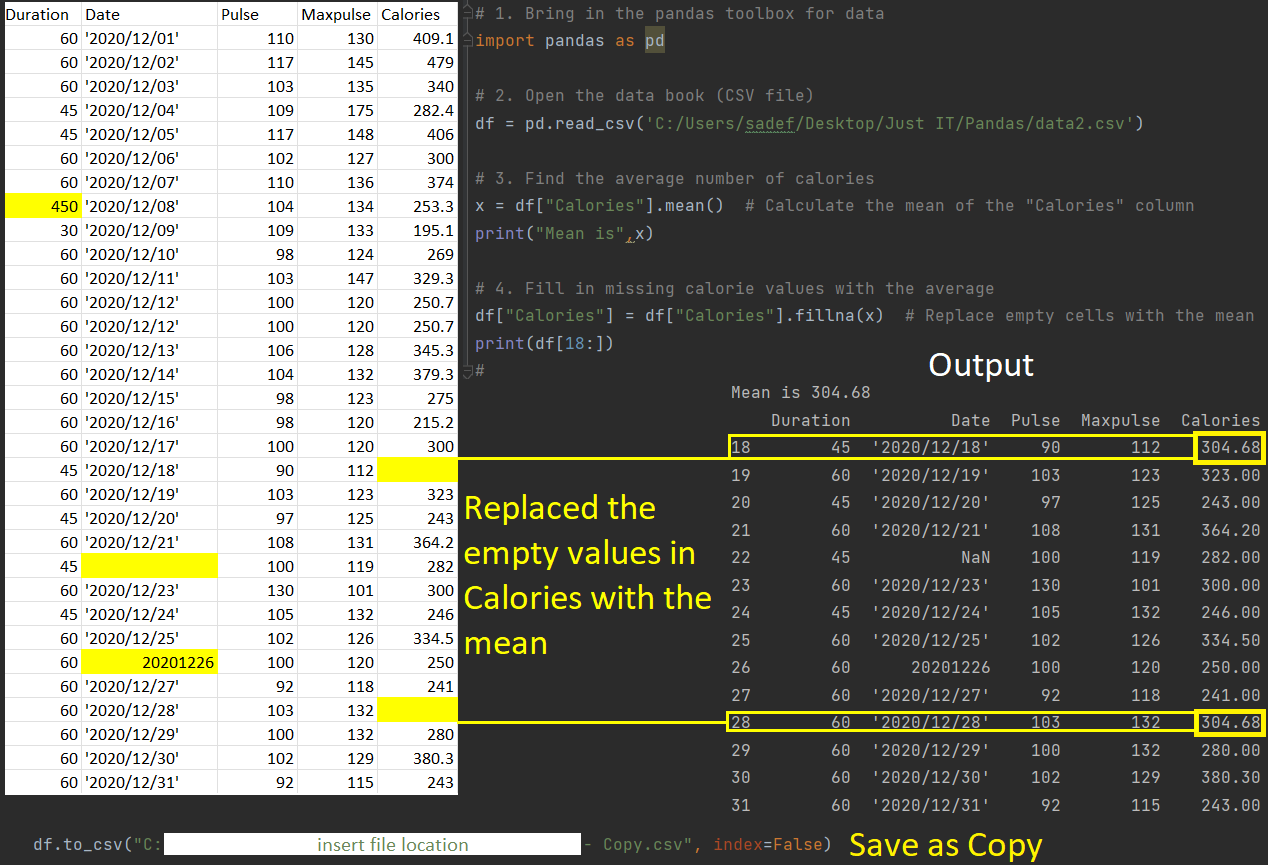 Duration Date Pulse Maxpulse Calories
60 '2020/12/01' 110 130 409.1
60 '2020/12/02' 117 145 479
60 '2020/12/03' 103 135 340
45 '2020/12/04' 109 175 282.4
45 '2020/12/05' 117 148 406
60 '2020/12/06' 102 127 300
60 '2020/12/07' 110 136 374
450 '2020/12/08' 104 134 253.3
30 '2020/12/09' 109 133 195.1
60 '2020/12/10' 98 124 269
60 '2020/12/11' 103 147 329.3
60 '2020/12/12' 100 120 250.7
60 '2020/12/12' 100 120 250.7
60 '2020/12/13' 106 128 345.3
60 '2020/12/14' 104 132 379.3
60 '2020/12/15' 98 123 275
60 '2020/12/16' 98 120 215.2
60 '2020/12/17' 100 120 300
45 '2020/12/18' 90 112
60 '2020/12/19' 103 123 323
45 '2020/12/20' 97 125 243
60 '2020/12/21' 108 131 364.2
45 100 119 282
60 '2020/12/23' 130 101 300
45 '2020/12/24' 105 132 246
60 '2020/12/25' 102 126 334.5
60 20201226 100 120 250
60 '2020/12/27' 92 118 241
60 '2020/12/28' 103 132
60 '2020/12/29' 100 132 280
60 '2020/12/30' 102 129 380.3
60 '2020/12/31' 92 115 243
# 1. Bring in the pandas toolbox for data
import pandas as pd
# 2. Open the data book (CSV file)
df = pd.read_csv('C:/Users/sadef/Desktop/Just IT/Pandas/data2.csv')
# 3. Find the average number of calories
x = df["Calories"].mean()  # Calculate the mean of the "Calories" column
print("Mean is",x)
# 4. Fill in missing calorie values with the average
df["Calories"] = df["Calories"].fillna(x)  # Replace empty cells with the mean
print(df[18:])
#
Output
Mean is 304.68
Duration Date Pulse Maxpulse Calories
18 45 '2020/12/18' 90 112 304.68
19 60 '2020/12/19' 103 123 323.00
20 45 '2020/12/20' 97 125 243.00
21 60 '2020/12/21' 108 131 364.20
22 45 NaN 100 119 282.00
23 60 '2020/12/23' 130 101 300.00
24 45 '2020/12/24' 105 132 246.00
25 60 '2020/12/25' 102 126 334.50
26 60 20201226 100 120 250.00
27 60 '2020/12/27' 92 118 241.00
28 60 '2020/12/28' 103 132 304.68
29 60 '2020/12/29' 100 132 280.00
30 60 '2020/12/30' 102 129 380.30
31 60 '2020/12/31' 92 115 243.00
Replaced the
empty values in
Calories with the
mean
df.to_csv("C: insert file location - Copy.csv", index=False) Save as Copy